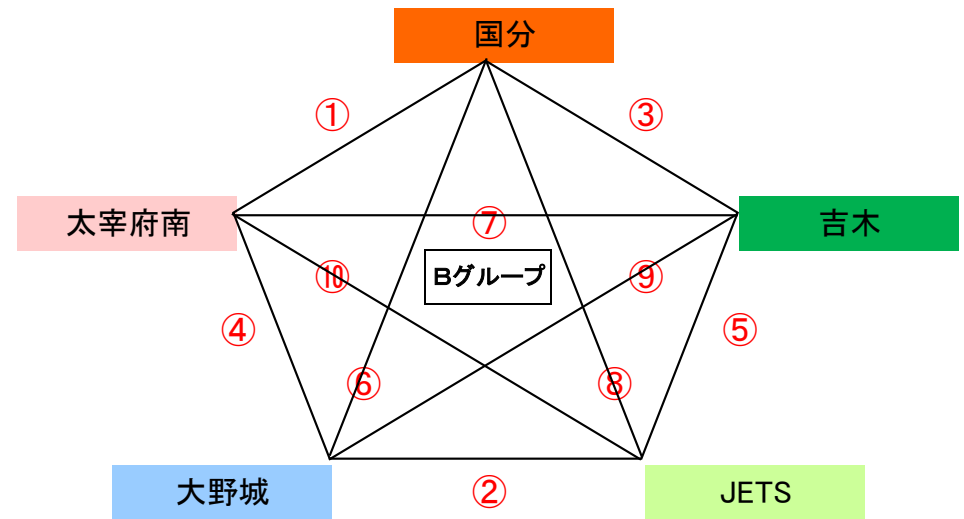 国分
①
③
太宰府南
⑦
吉木
Bグループ
⑩
⑨
④
⑤
⑥
⑧
大野城
②
JETS